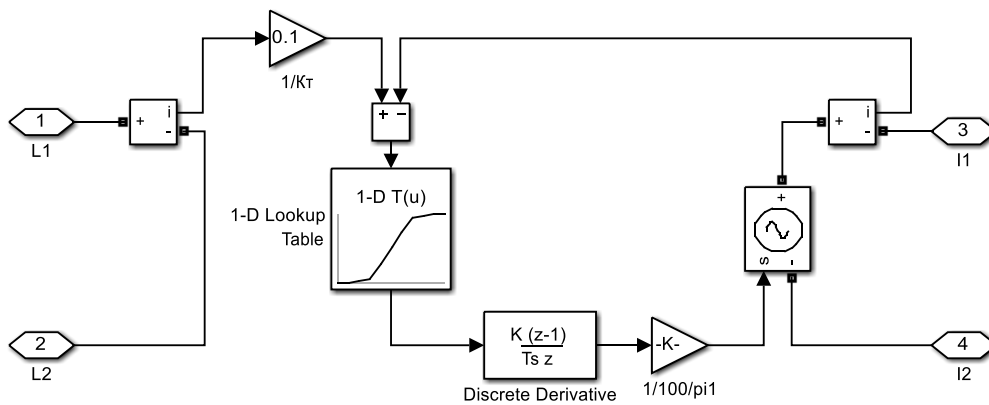 0.1
1/Кт
1
L1
+
i
-
+ −
+
i
-
3
I1
1-D T(u)
1-D Lookup
Table
+
s
-
2
L2
K (z-1)
Ts z
Discrete Derivative
-K-
1/100/pi1
4
I2